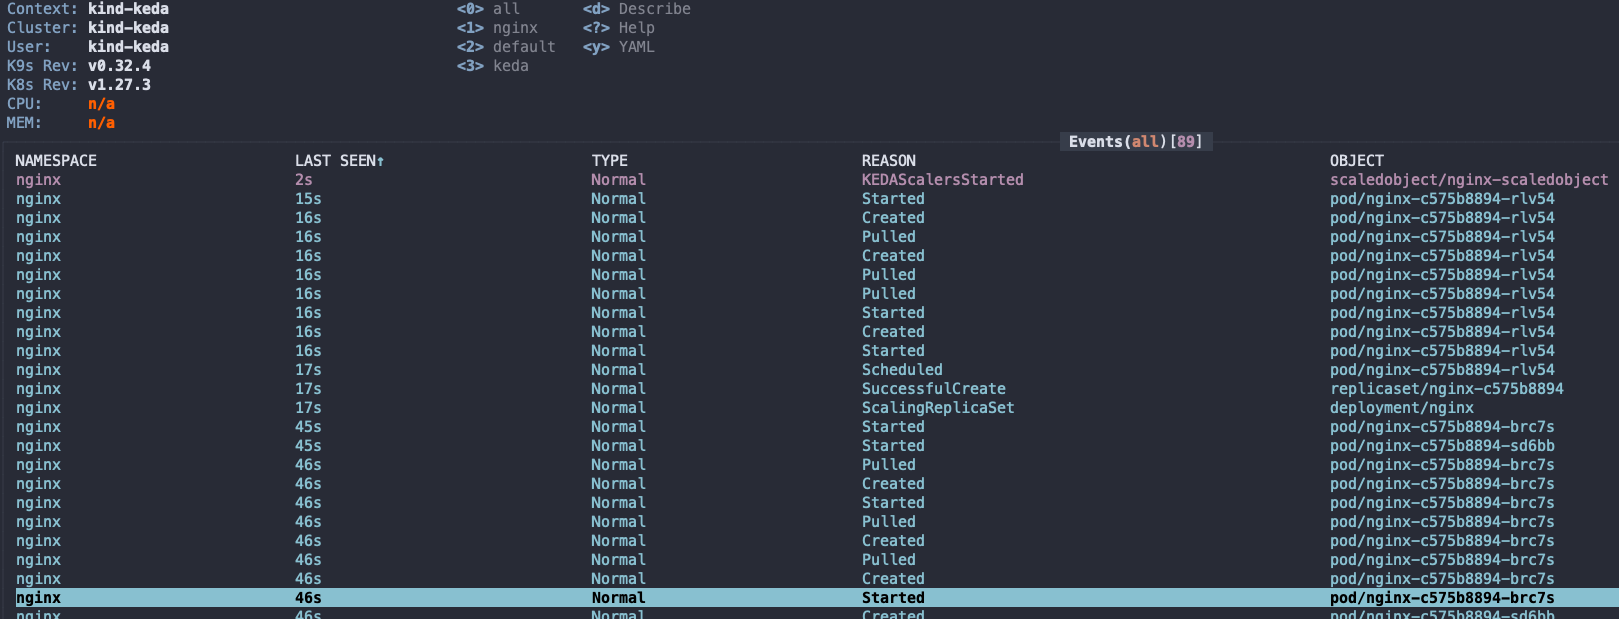 Context: kind-keda <0> all <d> Describe
Cluster: kind-keda <1> nginx <?> Help
User: kind-keda <2> default <y> YAML
K9s Rev: v0.32.4 <3> keda
K8s Rev: v1.27.3
CPU: n/a
MEM: n/a
Events(all)[89]
NAMESPACE LAST SEEN↑ TYPE REASON OBJECT
nginx 2s Normal KEDAScalersStarted scaledobject/nginx-scaledobject
nginx 15s Normal Started pod/nginx-c575b8894-rlv54
nginx 16s Normal Created pod/nginx-c575b8894-rlv54
nginx 16s Normal Pulled pod/nginx-c575b8894-rlv54
nginx 16s Normal Created pod/nginx-c575b8894-rlv54
nginx 16s Normal Pulled pod/nginx-c575b8894-rlv54
nginx 16s Normal Pulled pod/nginx-c575b8894-rlv54
nginx 16s Normal Started pod/nginx-c575b8894-rlv54
nginx 16s Normal Created pod/nginx-c575b8894-rlv54
nginx 16s Normal Started pod/nginx-c575b8894-rlv54
nginx 17s Normal Scheduled pod/nginx-c575b8894-rlv54
nginx 17s Normal SuccessfulCreate replicaset/nginx-c575b8894
nginx 17s Normal ScalingReplicaSet deployment/nginx
nginx 45s Normal Started pod/nginx-c575b8894-brc7s
nginx 45s Normal Started pod/nginx-c575b8894-sd6bb
nginx 46s Normal Pulled pod/nginx-c575b8894-brc7s
nginx 46s Normal Created pod/nginx-c575b8894-brc7s
nginx 46s Normal Started pod/nginx-c575b8894-brc7s
nginx 46s Normal Pulled pod/nginx-c575b8894-brc7s
nginx 46s Normal Created pod/nginx-c575b8894-brc7s
nginx 46s Normal Pulled pod/nginx-c575b8894-brc7s
nginx 46s Normal Created pod/nginx-c575b8894-brc7s
nginx 46s Normal Started pod/nginx-c575b8894-brc7s
nginx 46s Normal Created pod/nginx-c575b8894-sd6bb